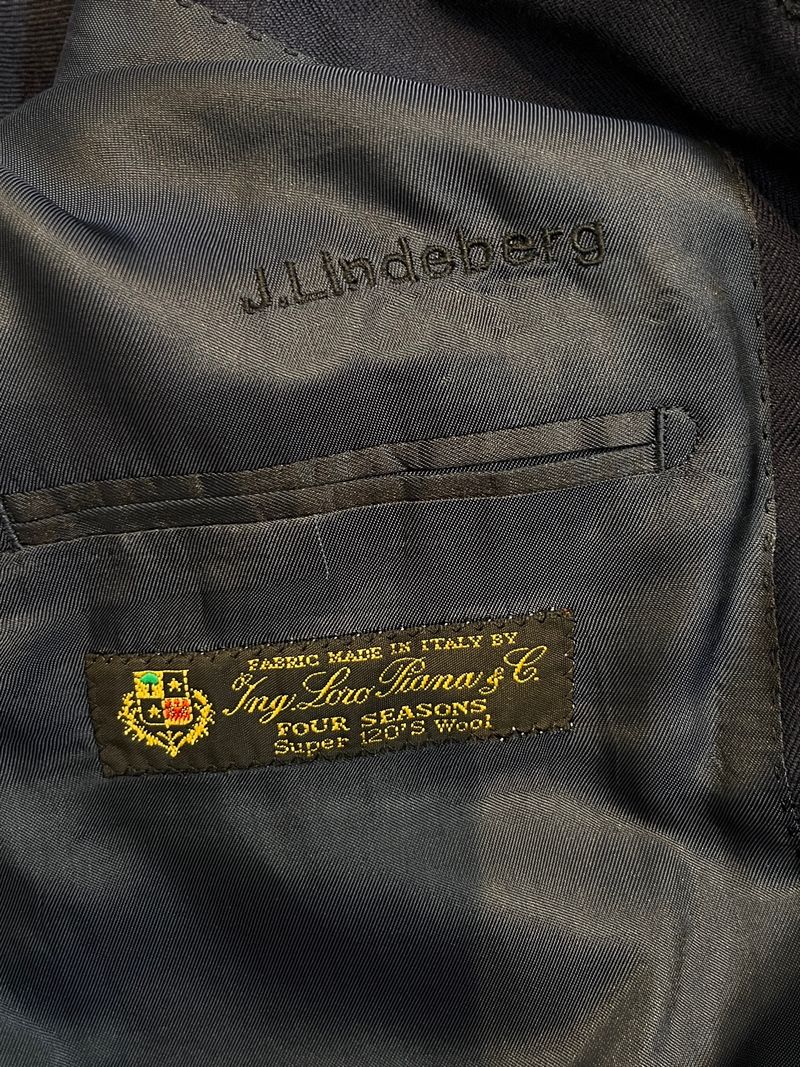 J.Lindeberg
FABRIC MADE IN ITALY BY
Ing Loro Piana & C.
FOUR SEASONS
Super 120'S Wool